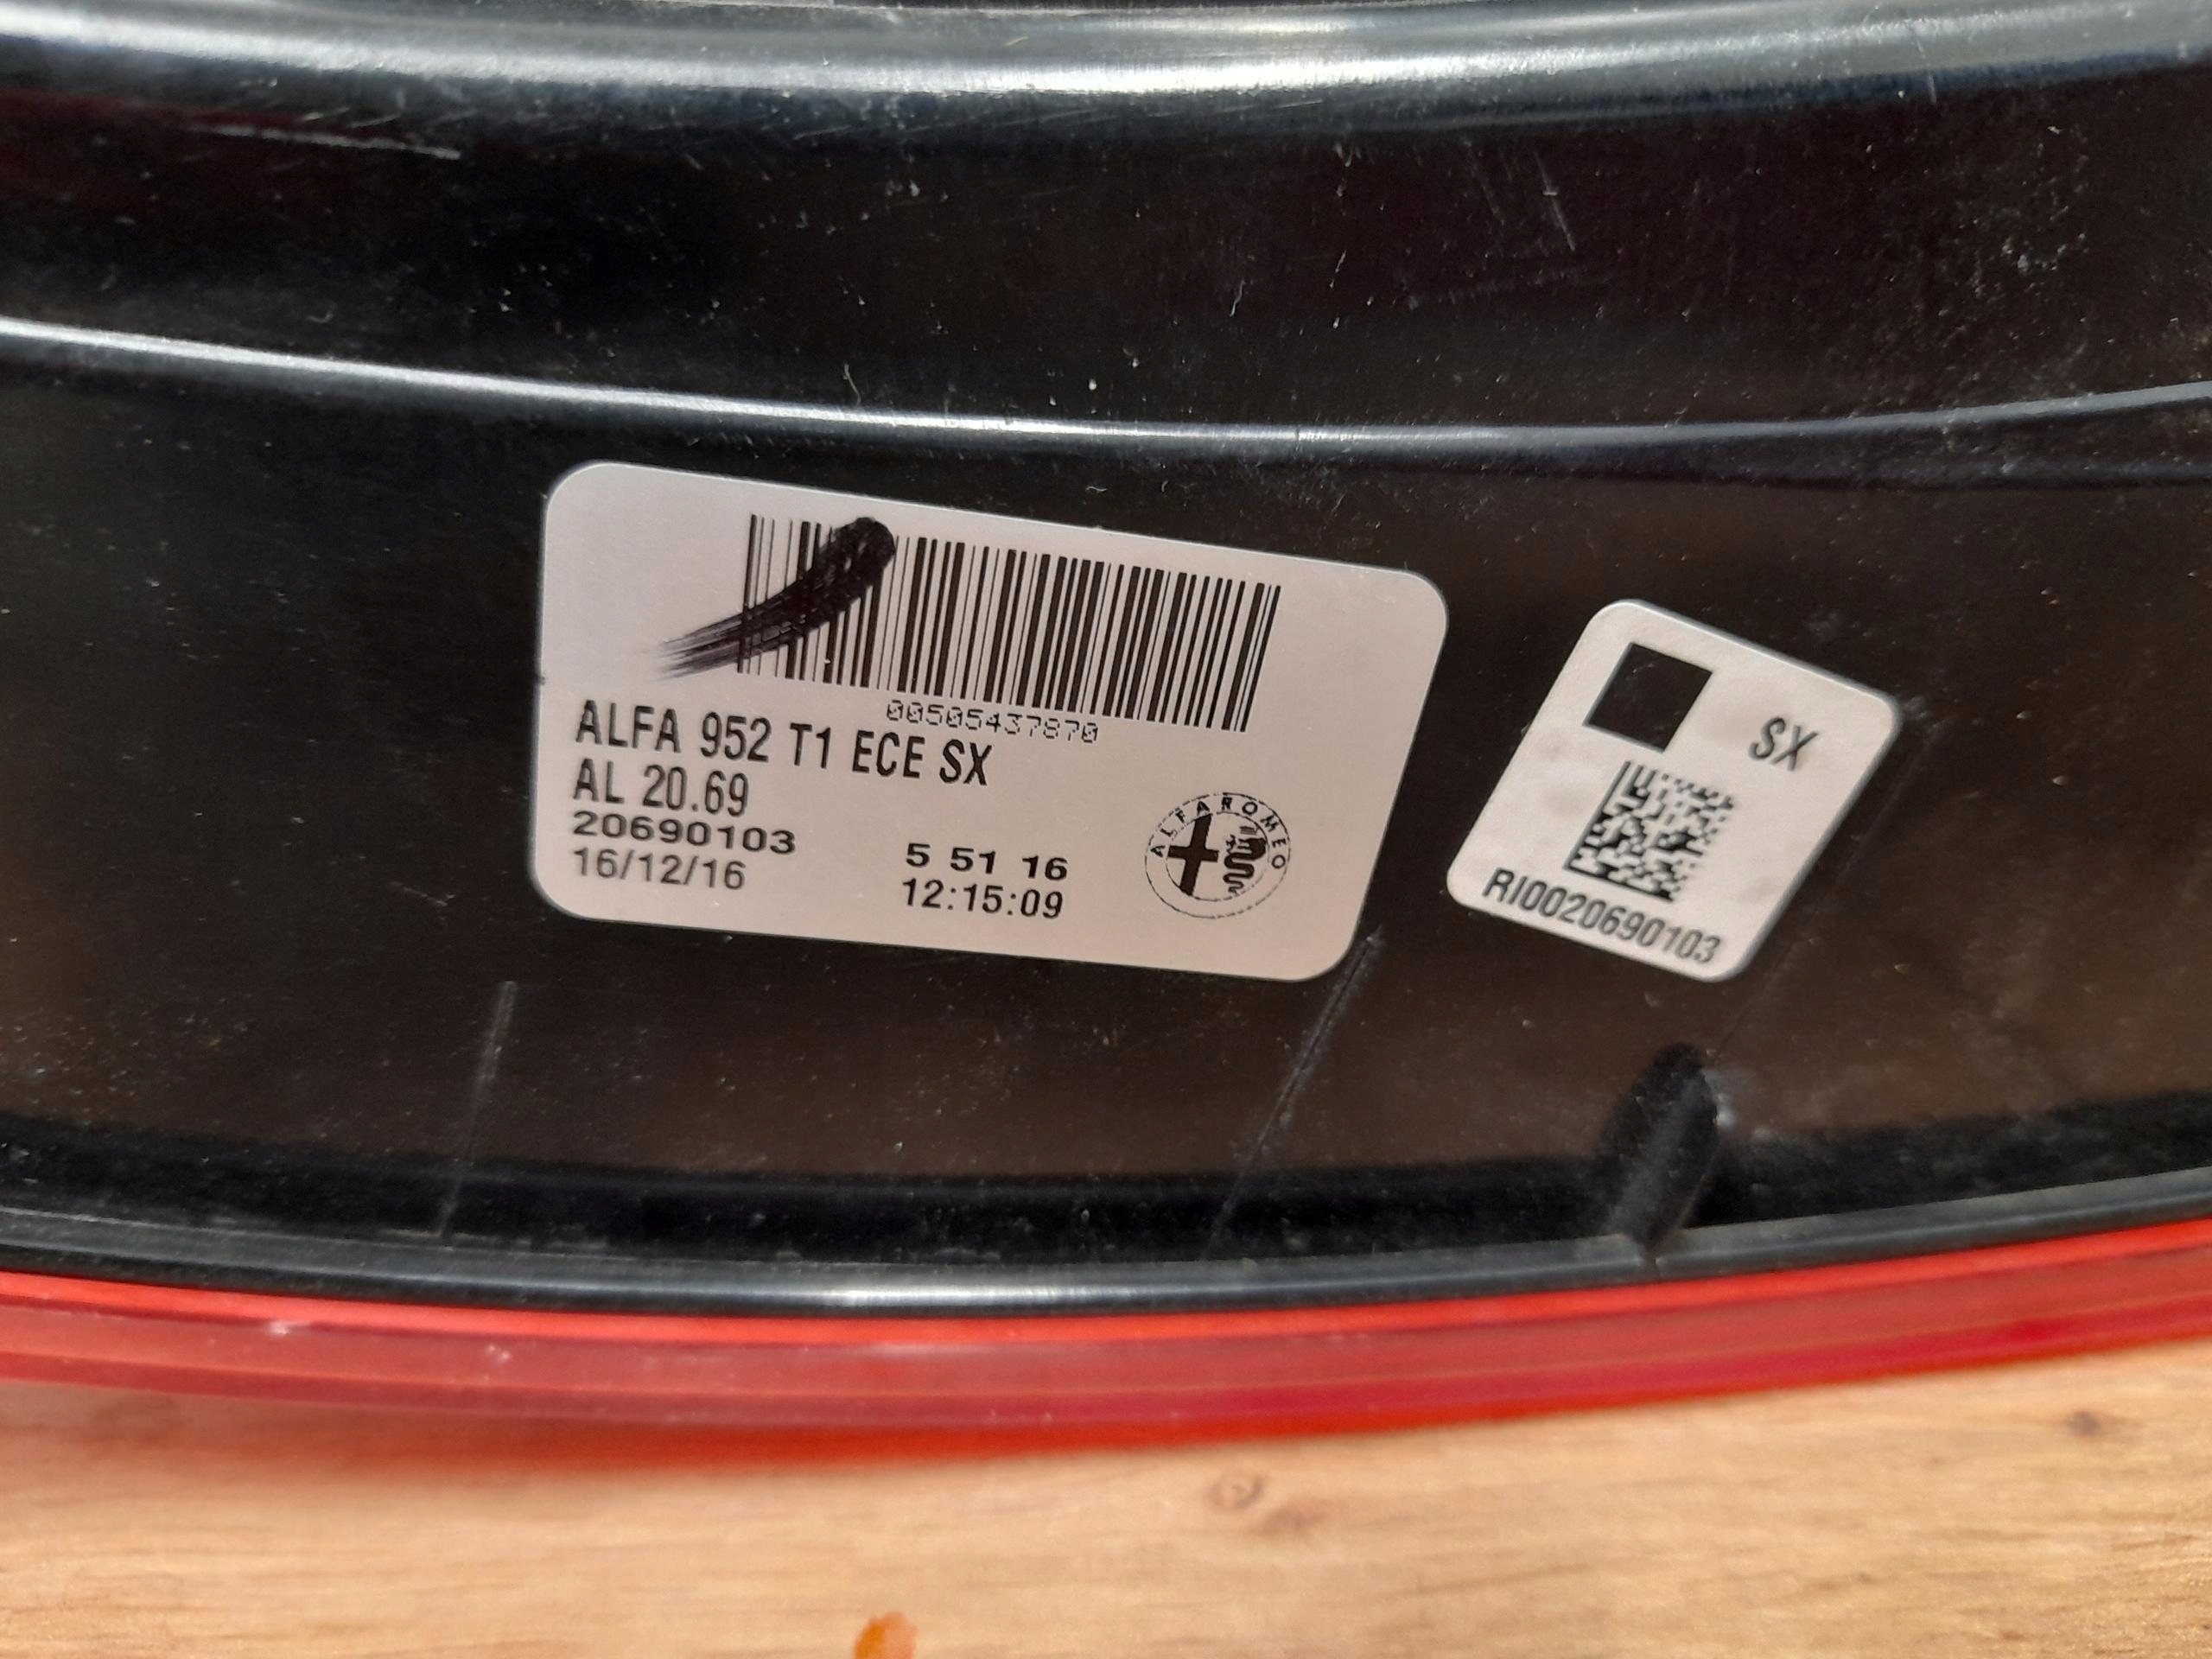 00505437870
ALFA 952 T1 ECE SX
AL 20.69
20690103
16/12/16
5 51 16
12:15:09
ALFA ROMEO
SX
RI0020690103